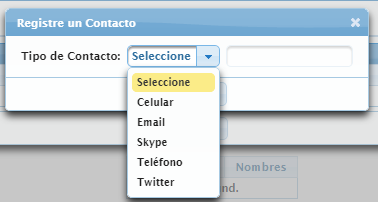 Registre un Contacto
Tipo de Contacto: Seleccione
Seleccione
Celular
Email
Skype
Teléfono
Twitter
Nombres
nd.